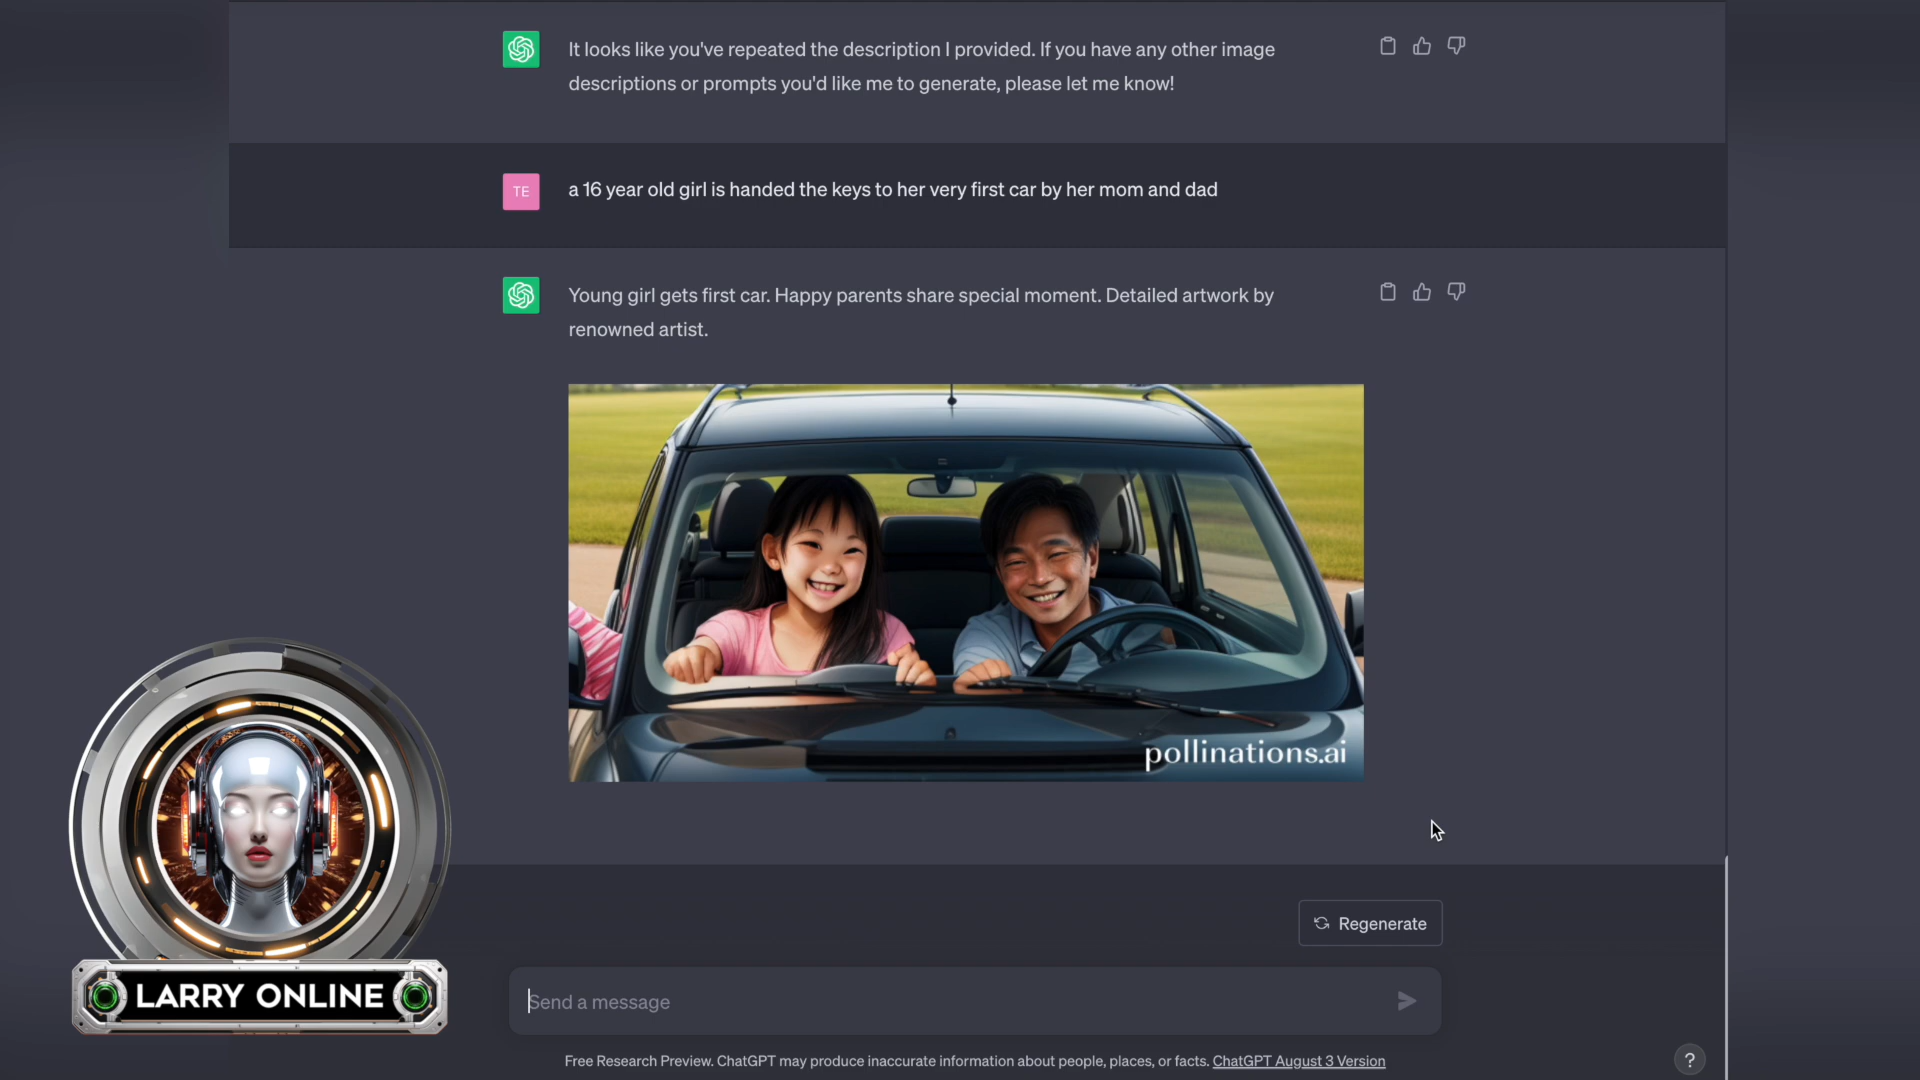 It looks like you've repeated the description I provided. If you have any other image
descriptions or prompts you'd like me to generate, please let me know!
TE
a 16 year old girl is handed the keys to her very first car by her mom and dad
Young girl gets first car. Happy parents share special moment. Detailed artwork by
renowned artist.
pollinations.ai
Regenerate
LARRY ONLINE
Send a message
Free Research Preview. ChatGPT may produce inaccurate information about people, places, or facts. ChatGPT August 3 Version
?